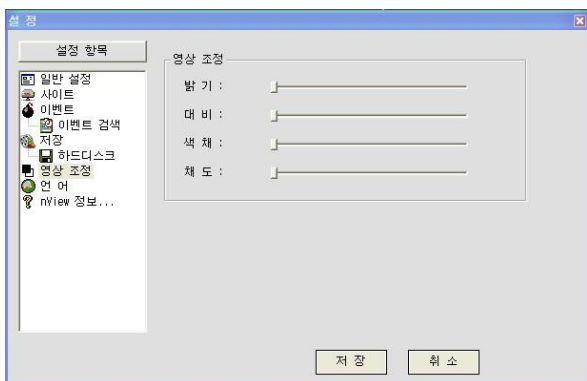 설 정
설정 항목
일반 설정
사이트
이벤트
이벤트 검색
저장
하드디스크
영상 조정
언 어
nView 정보...
영상 조정
밝 기 :
대 비 :
색 채 :
채 도 :
저 장
취 소